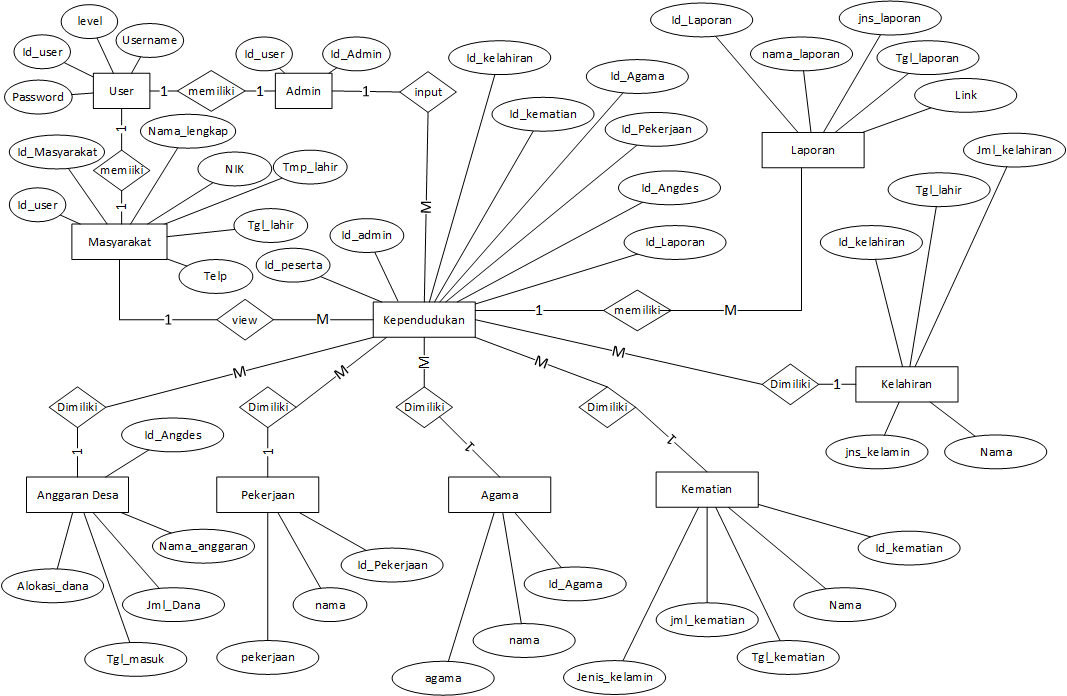 level
Id_user
Username
Password
User
1
memiliki
1
Id_user
Id_Admin
Admin
1
input
M
1
memiiki
1
Id_Masyarakat
Nama_lengkap
NIK
Tmp_lahir
Id_user
Masyarakat
Tgl_lahir
Telp
1
view
M
Id_peserta
Id_admin
Id_kelahiran
Id_kematian
Id_Agama
Id_Pekerjaan
Id_Angdes
Id_Laporan
Kependudukan
1
memiliki
M
Id_Laporan
nama_laporan
jns_laporan
Tgl_laporan
Link
Laporan
Jml_kelahiran
Tgl_lahir
Id_kelahiran
M
Dimiliki
1
Kelahiran
jns_kelamin
Nama
M
Dimiliki
1
Anggaran Desa
Id_Angdes
Nama_anggaran
Alokasi_dana
Jml_Dana
Tgl_masuk
M
Dimiliki
1
Pekerjaan
Id_Pekerjaan
nama
pekerjaan
M
Dimiliki
1
Agama
Id_Agama
nama
agama
M
Dimiliki
1
Kematian
Id_kematian
Nama
jml_kematian
Tgl_kematian
Jenis_kelamin